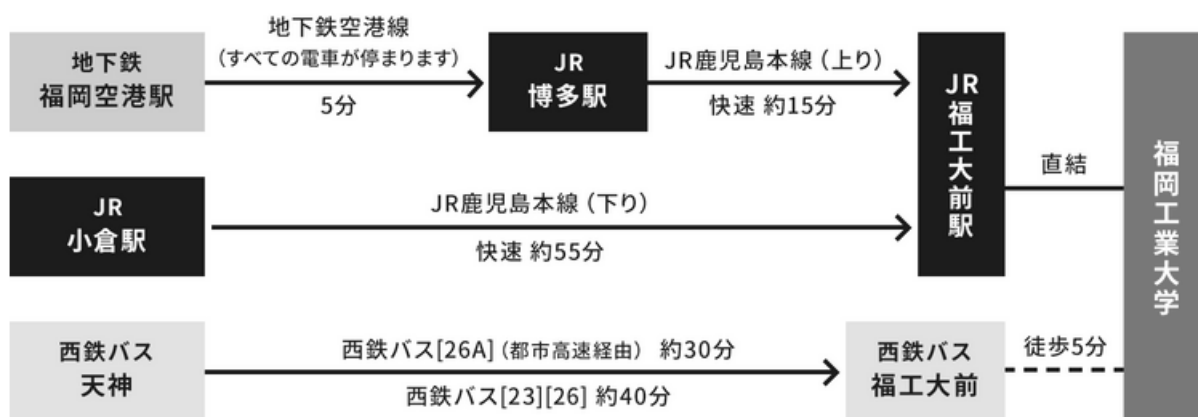 地下鉄
福岡空港駅
地下鉄空港線
（すべての電車が停まります）
5分
JR
博多駅
JR鹿児島本線（上り）
快速 約15分
JR福工大前駅
直結
福岡工業大学
JR
小倉駅
JR鹿児島本線（下り）
快速 約55分
西鉄バス
天神
西鉄バス[26A]（都市高速経由） 約30分
西鉄バス[23][26] 約40分
西鉄バス
福工大前
徒歩5分